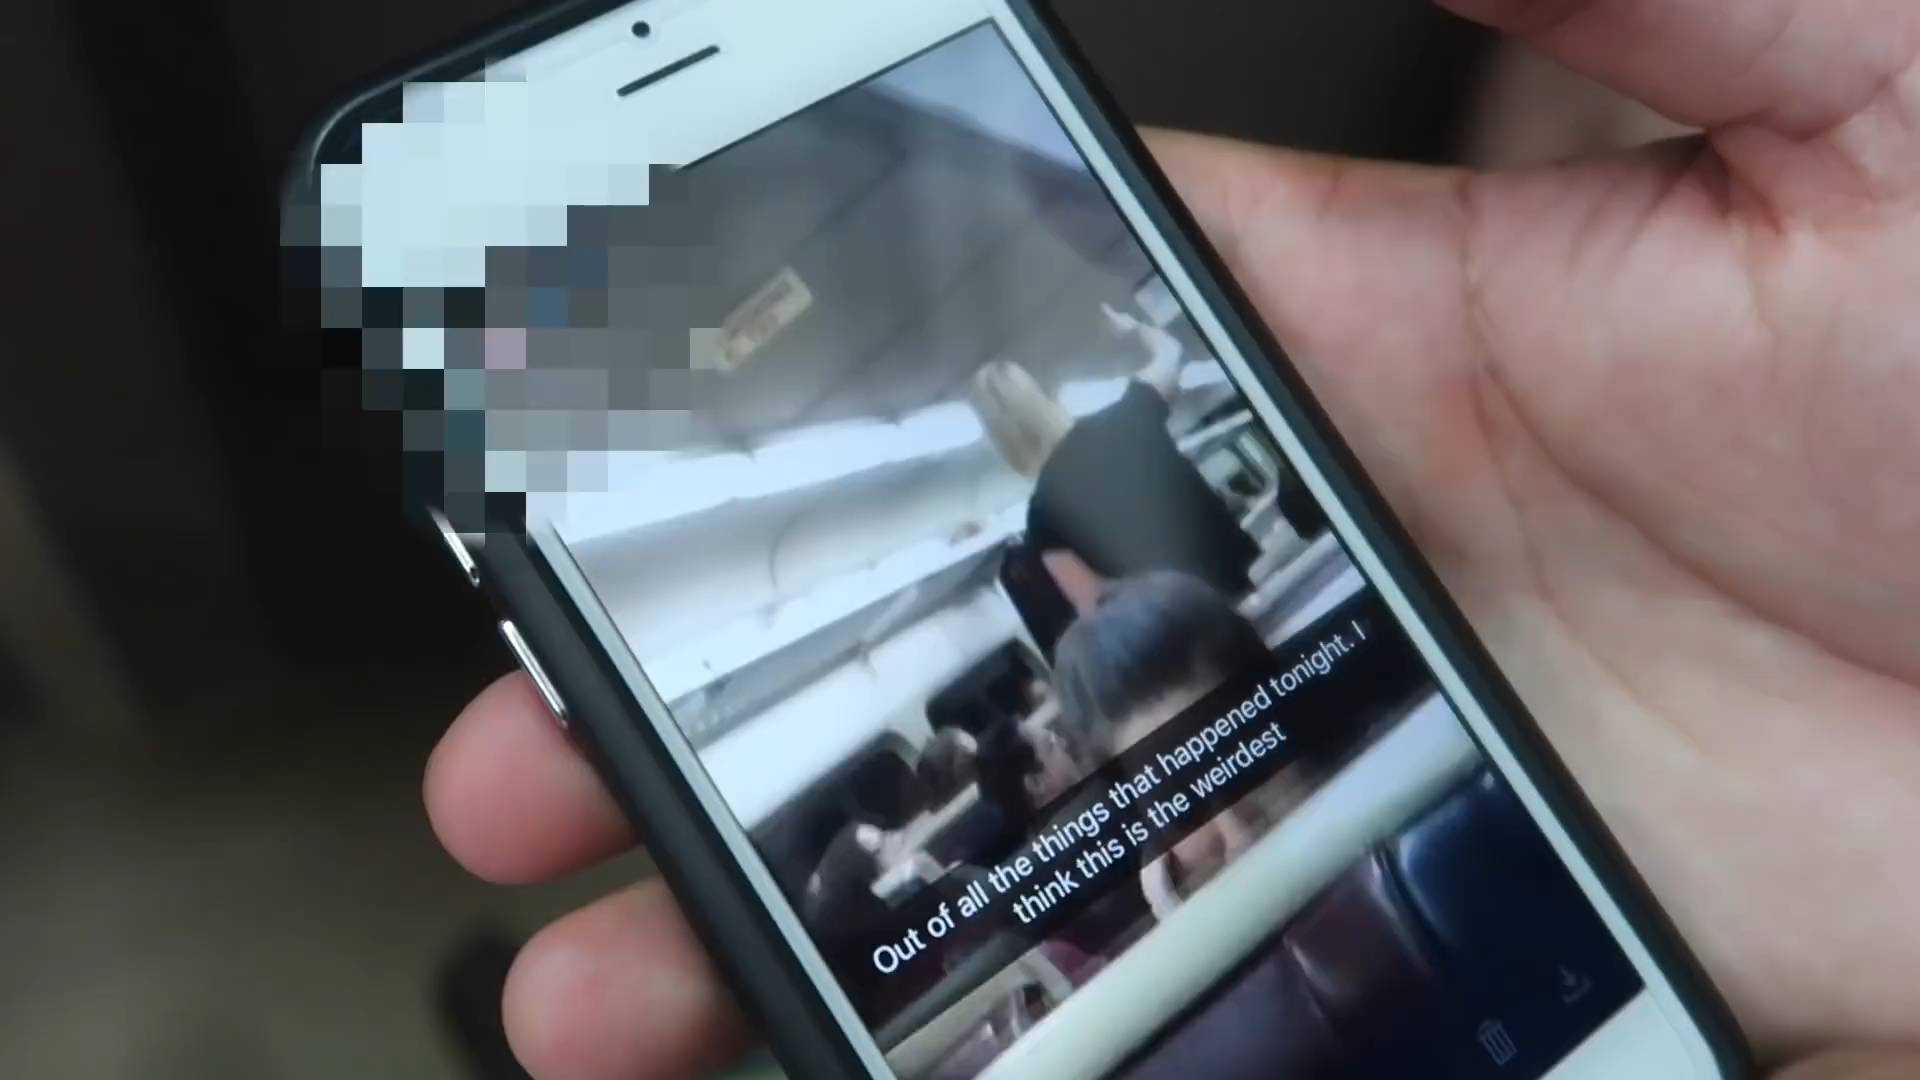 Out of all the things that happened tonight. I
think this is the weirdest